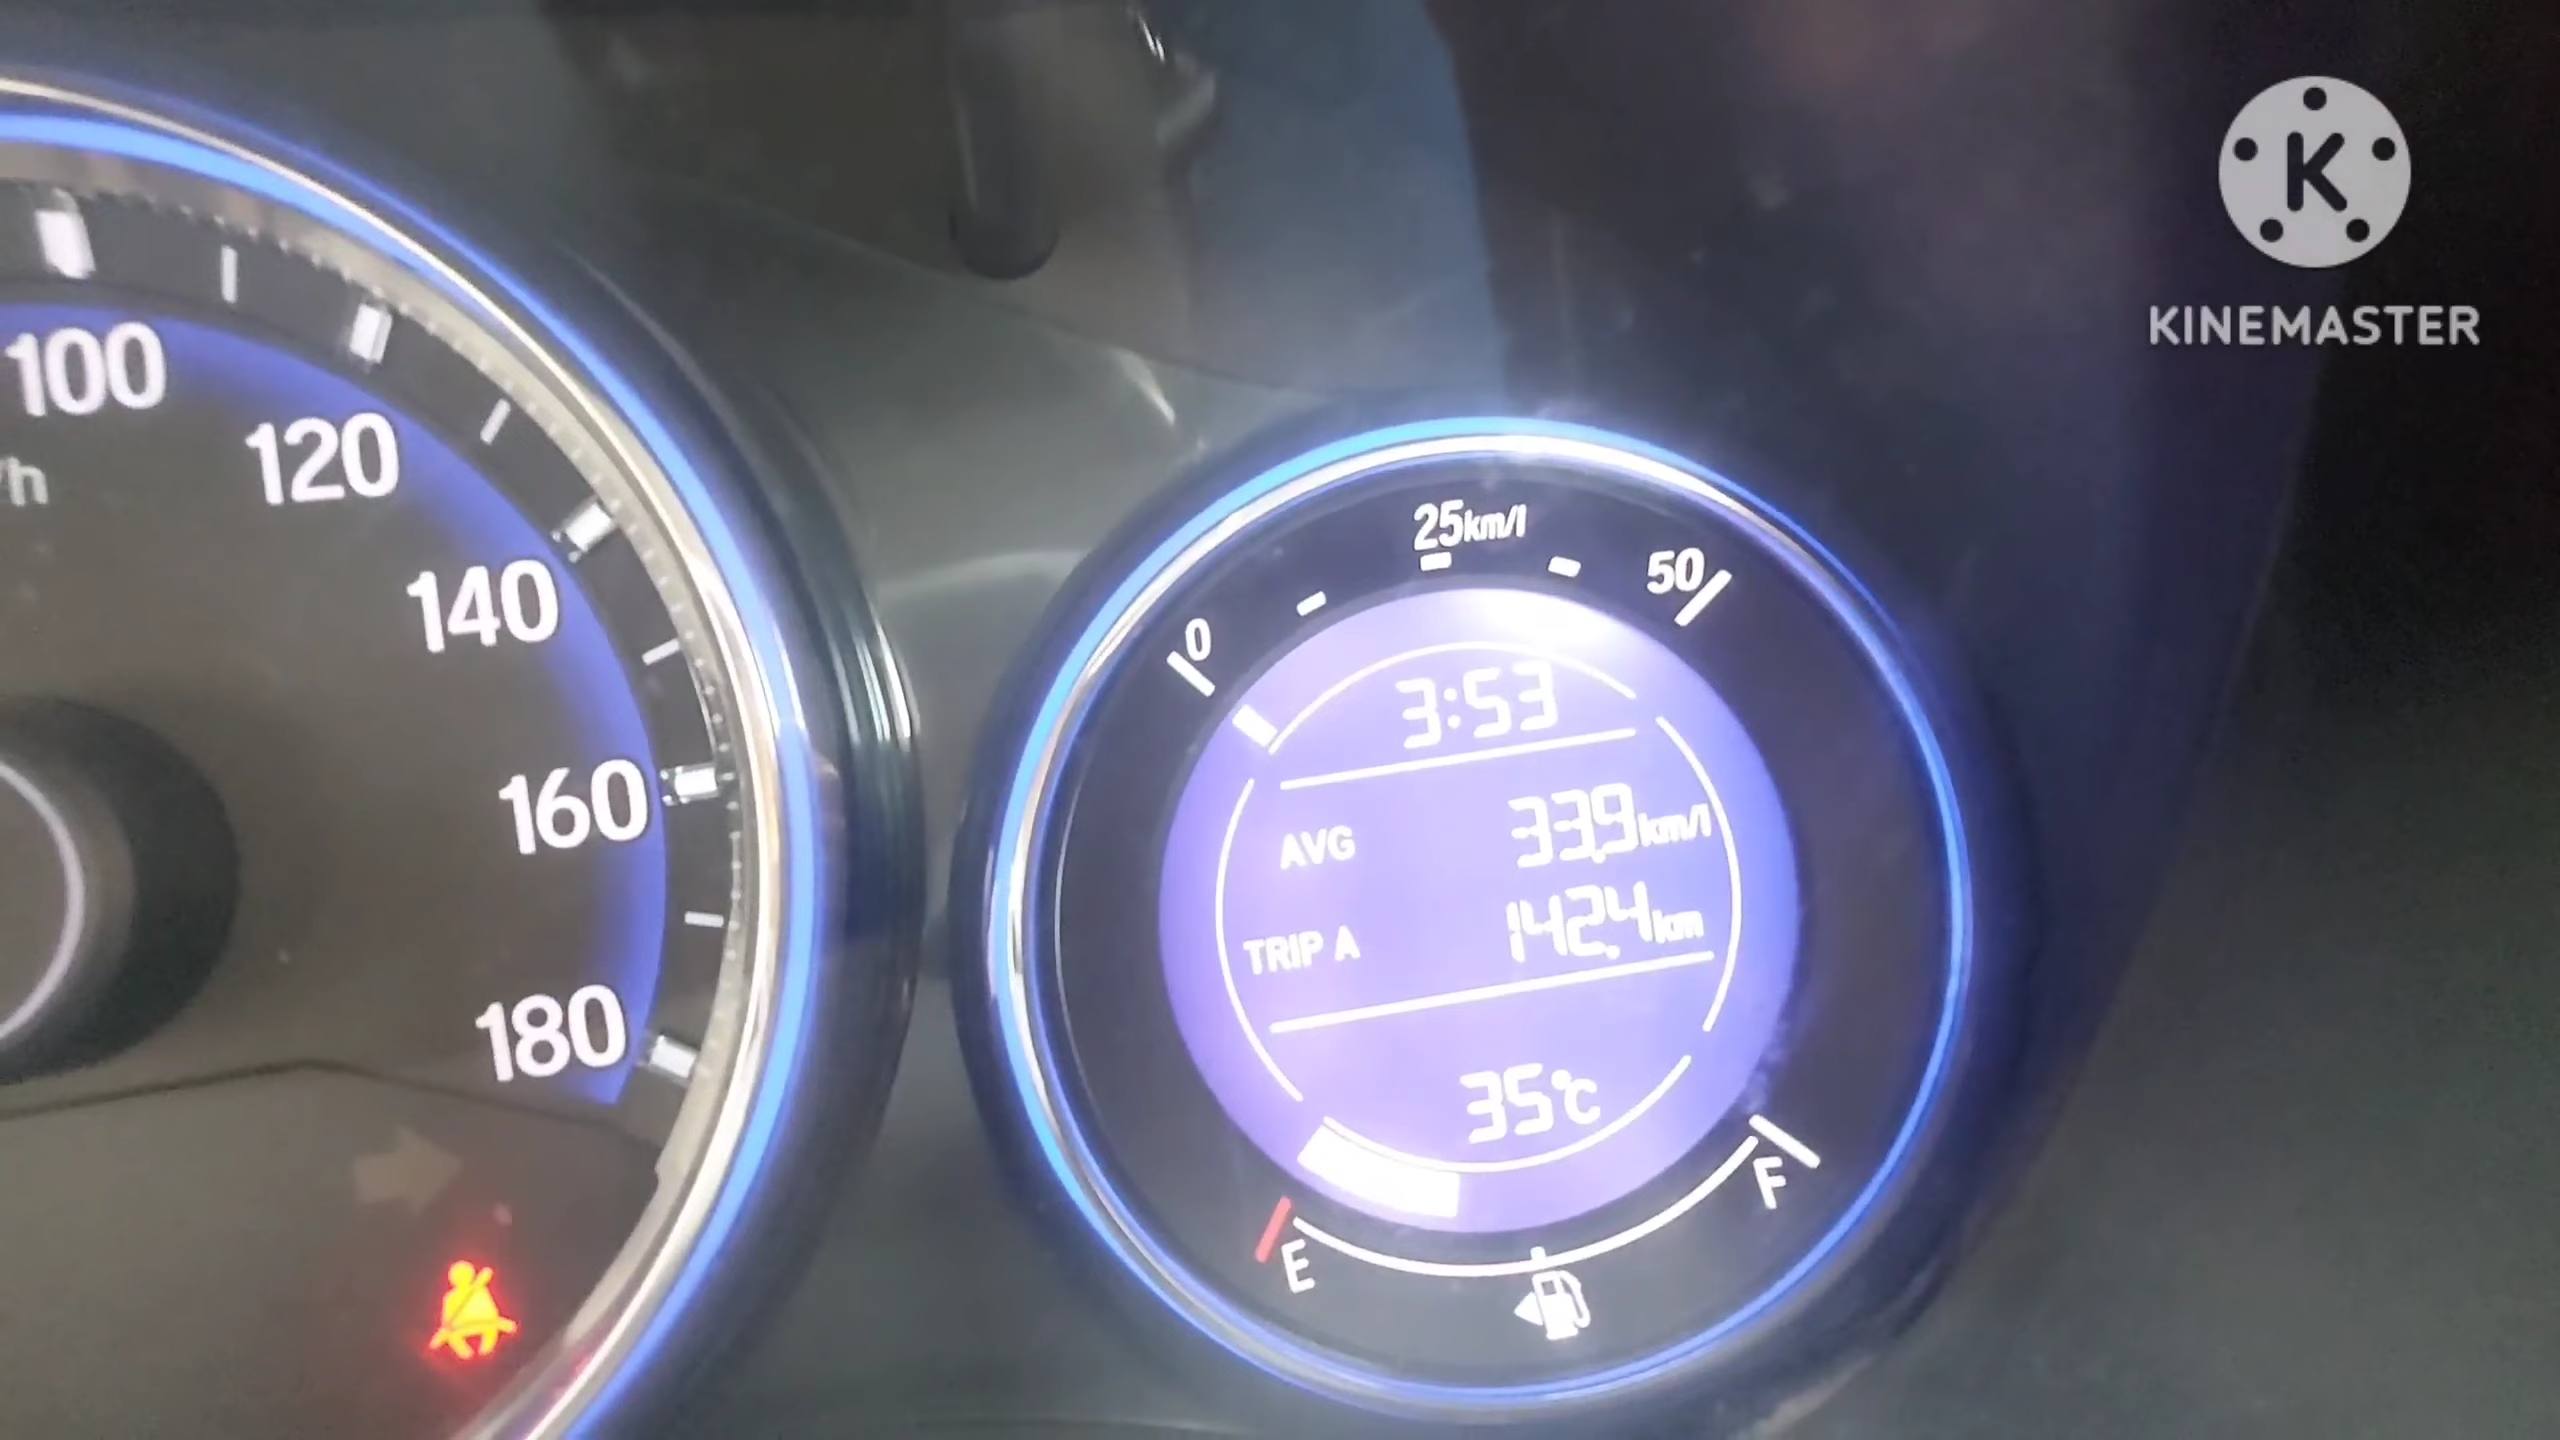 K
KINEMASTER
100
120
140
160
180
/h
0
25km/l
50
3:53
AVG 33.9km/l
TRIP A 142.4km
35°C
E
F